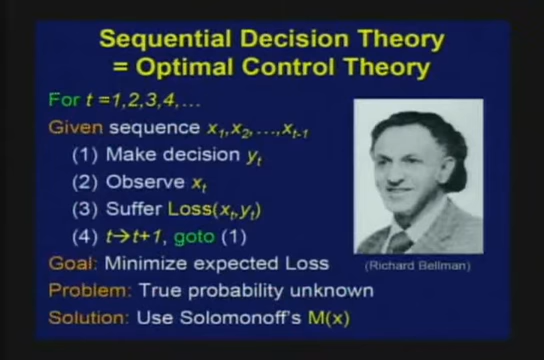 Sequential Decision Theory
= Optimal Control Theory
For t =1,2,3,4,...
Given sequence x₁,x₂,...,xₜ₋₁
(1) Make decision yₜ
(2) Observe xₜ
(3) Suffer Loss(xₜ,yₜ)
(4) t→t+1, goto (1)
Goal: Minimize expected Loss
(Richard Bellman)
Problem: True probability unknown
Solution: Use Solomonoff's M(x)